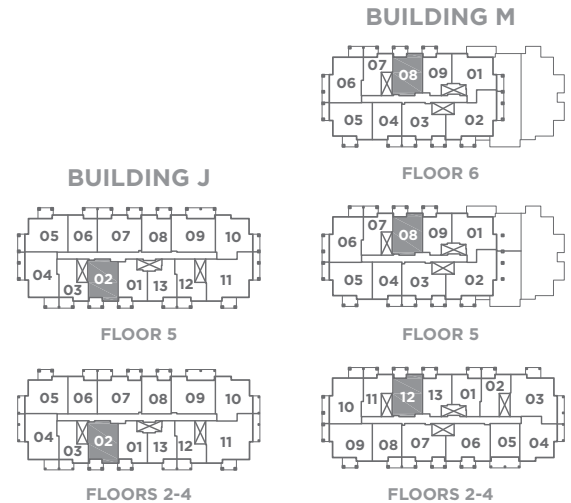 BUILDING M
07 08 09 01
06
05 04 03 02
FLOOR 6
BUILDING J
05 06 07 08 09 10
04 03 02 01 13 12 11
FLOOR 5
07 08 09 01
06
05 04 03 02
FLOOR 5
05 06 07 08 09 10
04 03 02 01 13 12 11
FLOORS 2-4
10 11 12 13 01 02 03
09 08 07 06 05 04
FLOORS 2-4